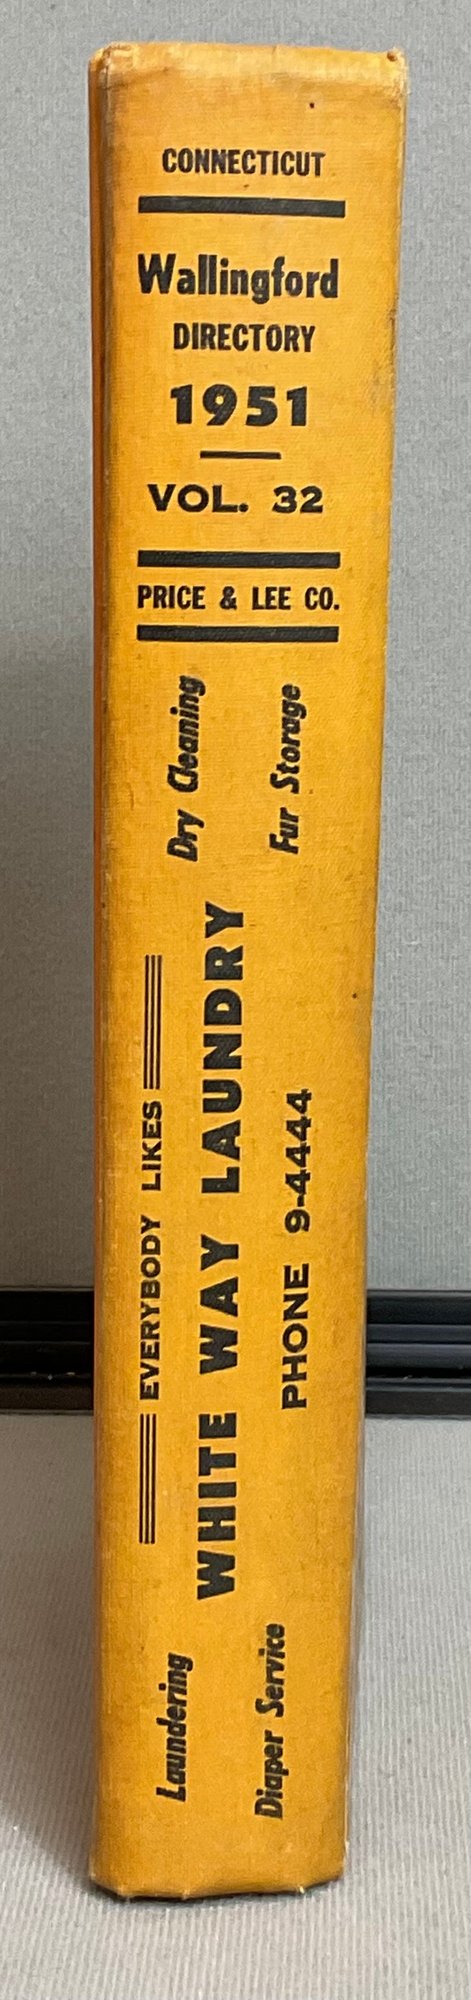 CONNECTICUT
Wallingford
DIRECTORY
1951
VOL. 32
PRICE & LEE CO.
Dry Cleaning
Fur Storage
EVERYBODY LIKES
WHITE WAY LAUNDRY
PHONE 9-4444
Laundering
Diaper Service